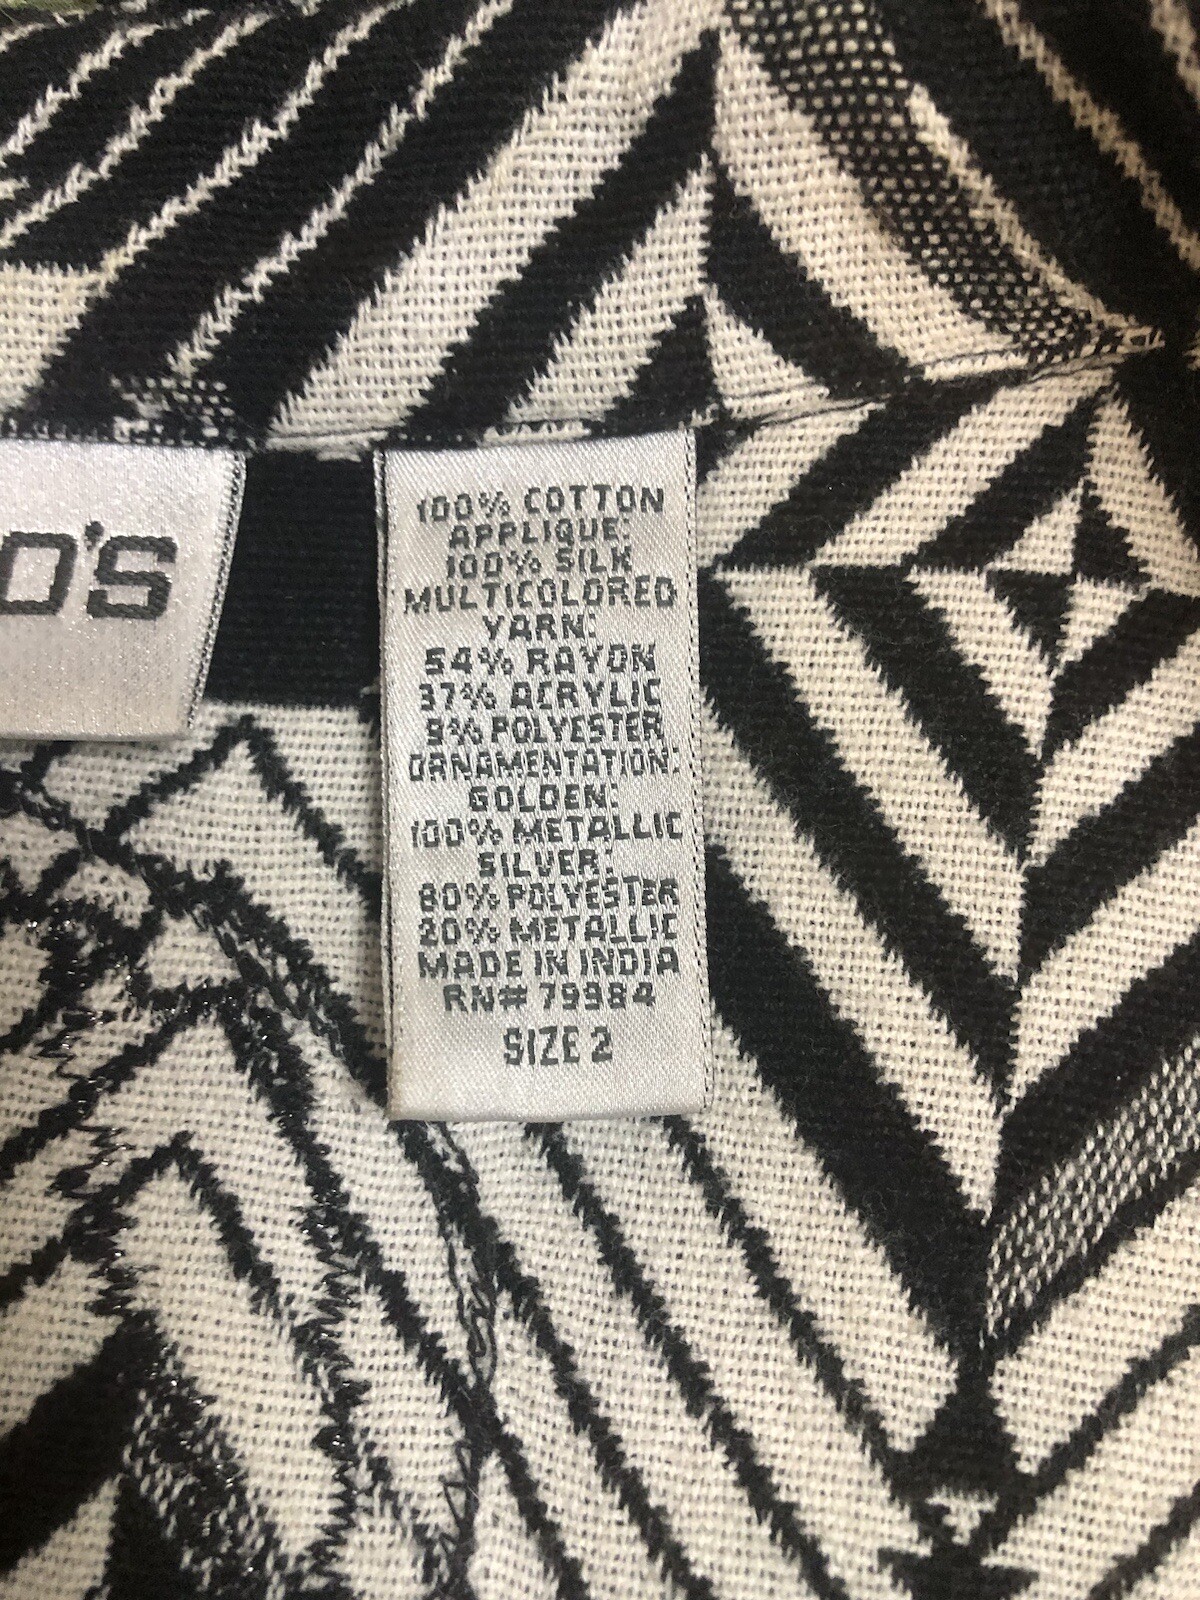 O'S
100% COTTON
APPLIQUE:
100% SILK
MULTICOLORED
YARN:
54% RAYON
37% ACRYLIC
9% POLYESTER
ORNAMENTATION:
GOLDEN:
100% METALLIC
SILVER:
80% POLYESTER
20% METALLIC
MADE IN INDIA
RN# 79984
SIZE 2